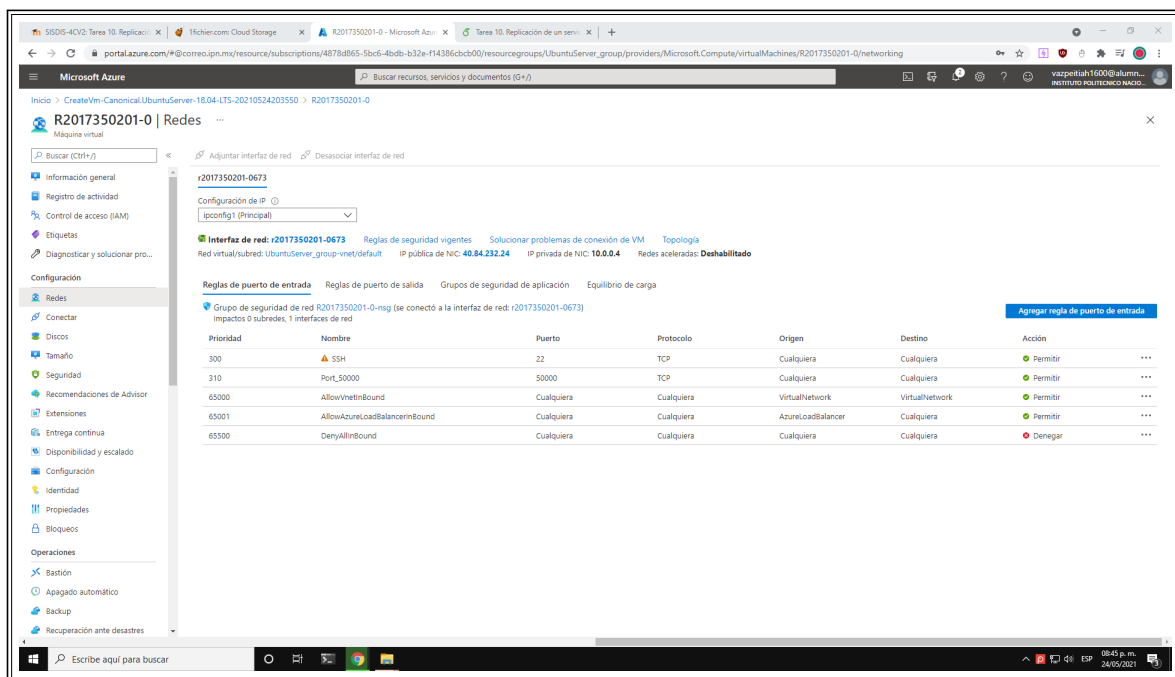 SISDIS-4CV2: Tarea 10. Replicació
1fichier.com: Cloud Storage
R2017350201-0 - Microsoft Azur
Tarea 10. Replicación de un servi
portal.azure.com/#@correo.ipn.mx/resource/subscriptions/4878d865-5bc6-4bdb-b32e-f14386cbcb00/resourcegroups/UbuntuServer_group/providers/Microsoft.Compute/virtualMachines/R2017350201-0/networking
Microsoft Azure
Buscar recursos, servicios y documentos (G+/)
vazpeitiah1600@alumn...
INSTITUTO POLITECNICO NACIO...
Inicio > CreateVm-Canonical.UbuntuServer-18.04-LTS-20210524203550 > R2017350201-0
R2017350201-0 | Redes ...
Máquina virtual
Buscar (Ctrl+/)
Información general
Registro de actividad
Control de acceso (IAM)
Etiquetas
Diagnosticar y solucionar pro...
Configuración
Redes
Conectar
Discos
Tamaño
Seguridad
Recomendaciones de Advisor
Extensiones
Entrega continua
Disponibilidad y escalado
Configuración
Identidad
Propiedades
Bloqueos
Operaciones
Bastión
Apagado automático
Backup
Recuperación ante desastres
Adjuntar interfaz de red Desasociar interfaz de red
r2017350201-0673
Configuración de IP
ipconfig1 (Principal)
Interfaz de red: r2017350201-0673 Reglas de seguridad vigentes Solucionar problemas de conexión de VM Topología
Red virtual/subred: UbuntuServer_group-vnet/default IP pública de NIC: 40.84.232.24 IP privada de NIC: 10.0.0.4 Redes aceleradas: Deshabilitado
Reglas de puerto de entrada Reglas de puerto de salida Grupos de seguridad de aplicación Equilibrio de carga
Grupo de seguridad de red R2017350201-0-nsg (se conectó a la interfaz de red: r2017350201-0673)
Impactos 0 subredes, 1 interfaces de red
Agregar regla de puerto de entrada
Prioridad Nombre Puerto Protocolo Origen Destino Acción
300 SSH 22 TCP Cualquiera Cualquiera Permitir
310 Port_50000 50000 TCP Cualquiera Cualquiera Permitir
65000 AllowVnetInBound Cualquiera Cualquiera VirtualNetwork VirtualNetwork Permitir
65001 AllowAzureLoadBalancerInBound Cualquiera Cualquiera AzureLoadBalancer Cualquiera Permitir
65500 DenyAllInBound Cualquiera Cualquiera Cualquiera Cualquiera Denegar
Escribe aquí para buscar
ESP
08:45 p. m.
24/05/2021